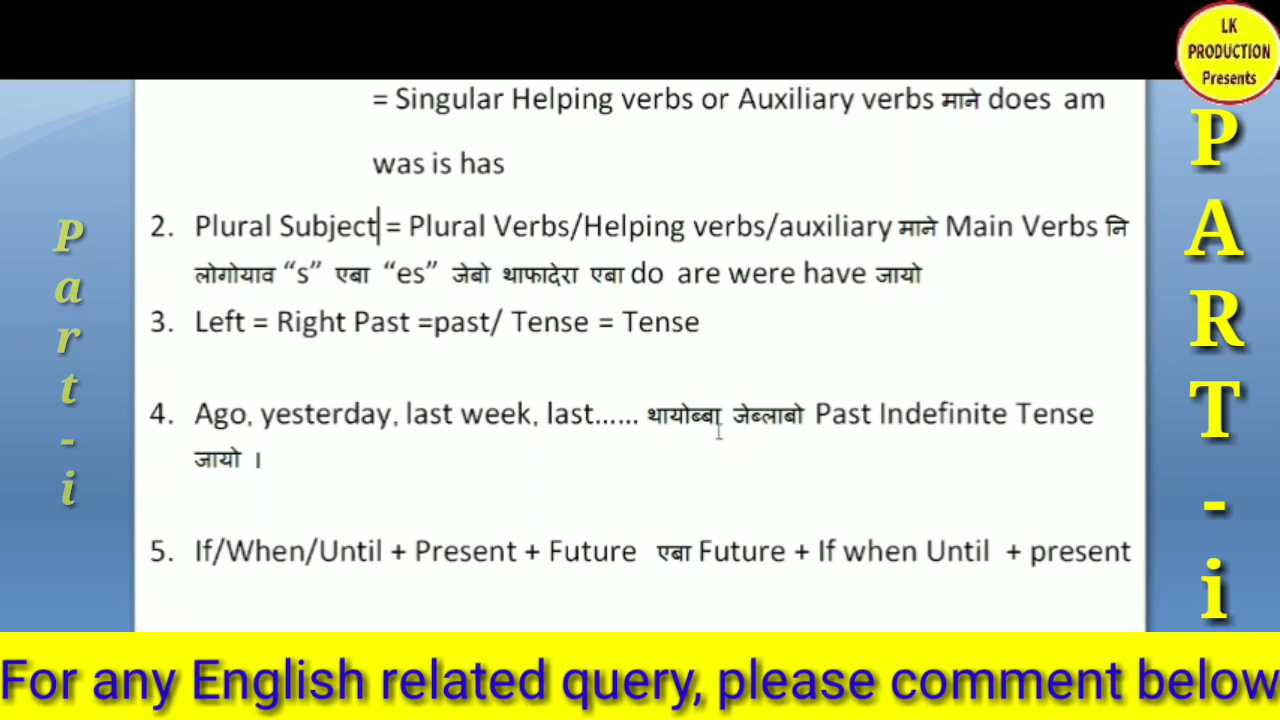 LK
PRODUCTION
Presents
= Singular Helping verbs or Auxiliary verbs माने does am
was is has
2. Plural Subject = Plural Verbs/Helping verbs/auxiliary माने Main Verbs नि
लोगोयाव “s” एबा “es” जेबो थाफादेरा एबा do are were have जायो
3. Left = Right Past =past/ Tense = Tense
4. Ago, yesterday, last week, last...... थायोब्बा जेब्लाबो Past Indefinite Tense
जायो ।
5. If/When/Until + Present + Future एबा Future + If when Until + present
Part-i
PART-i
For any English related query, please comment below